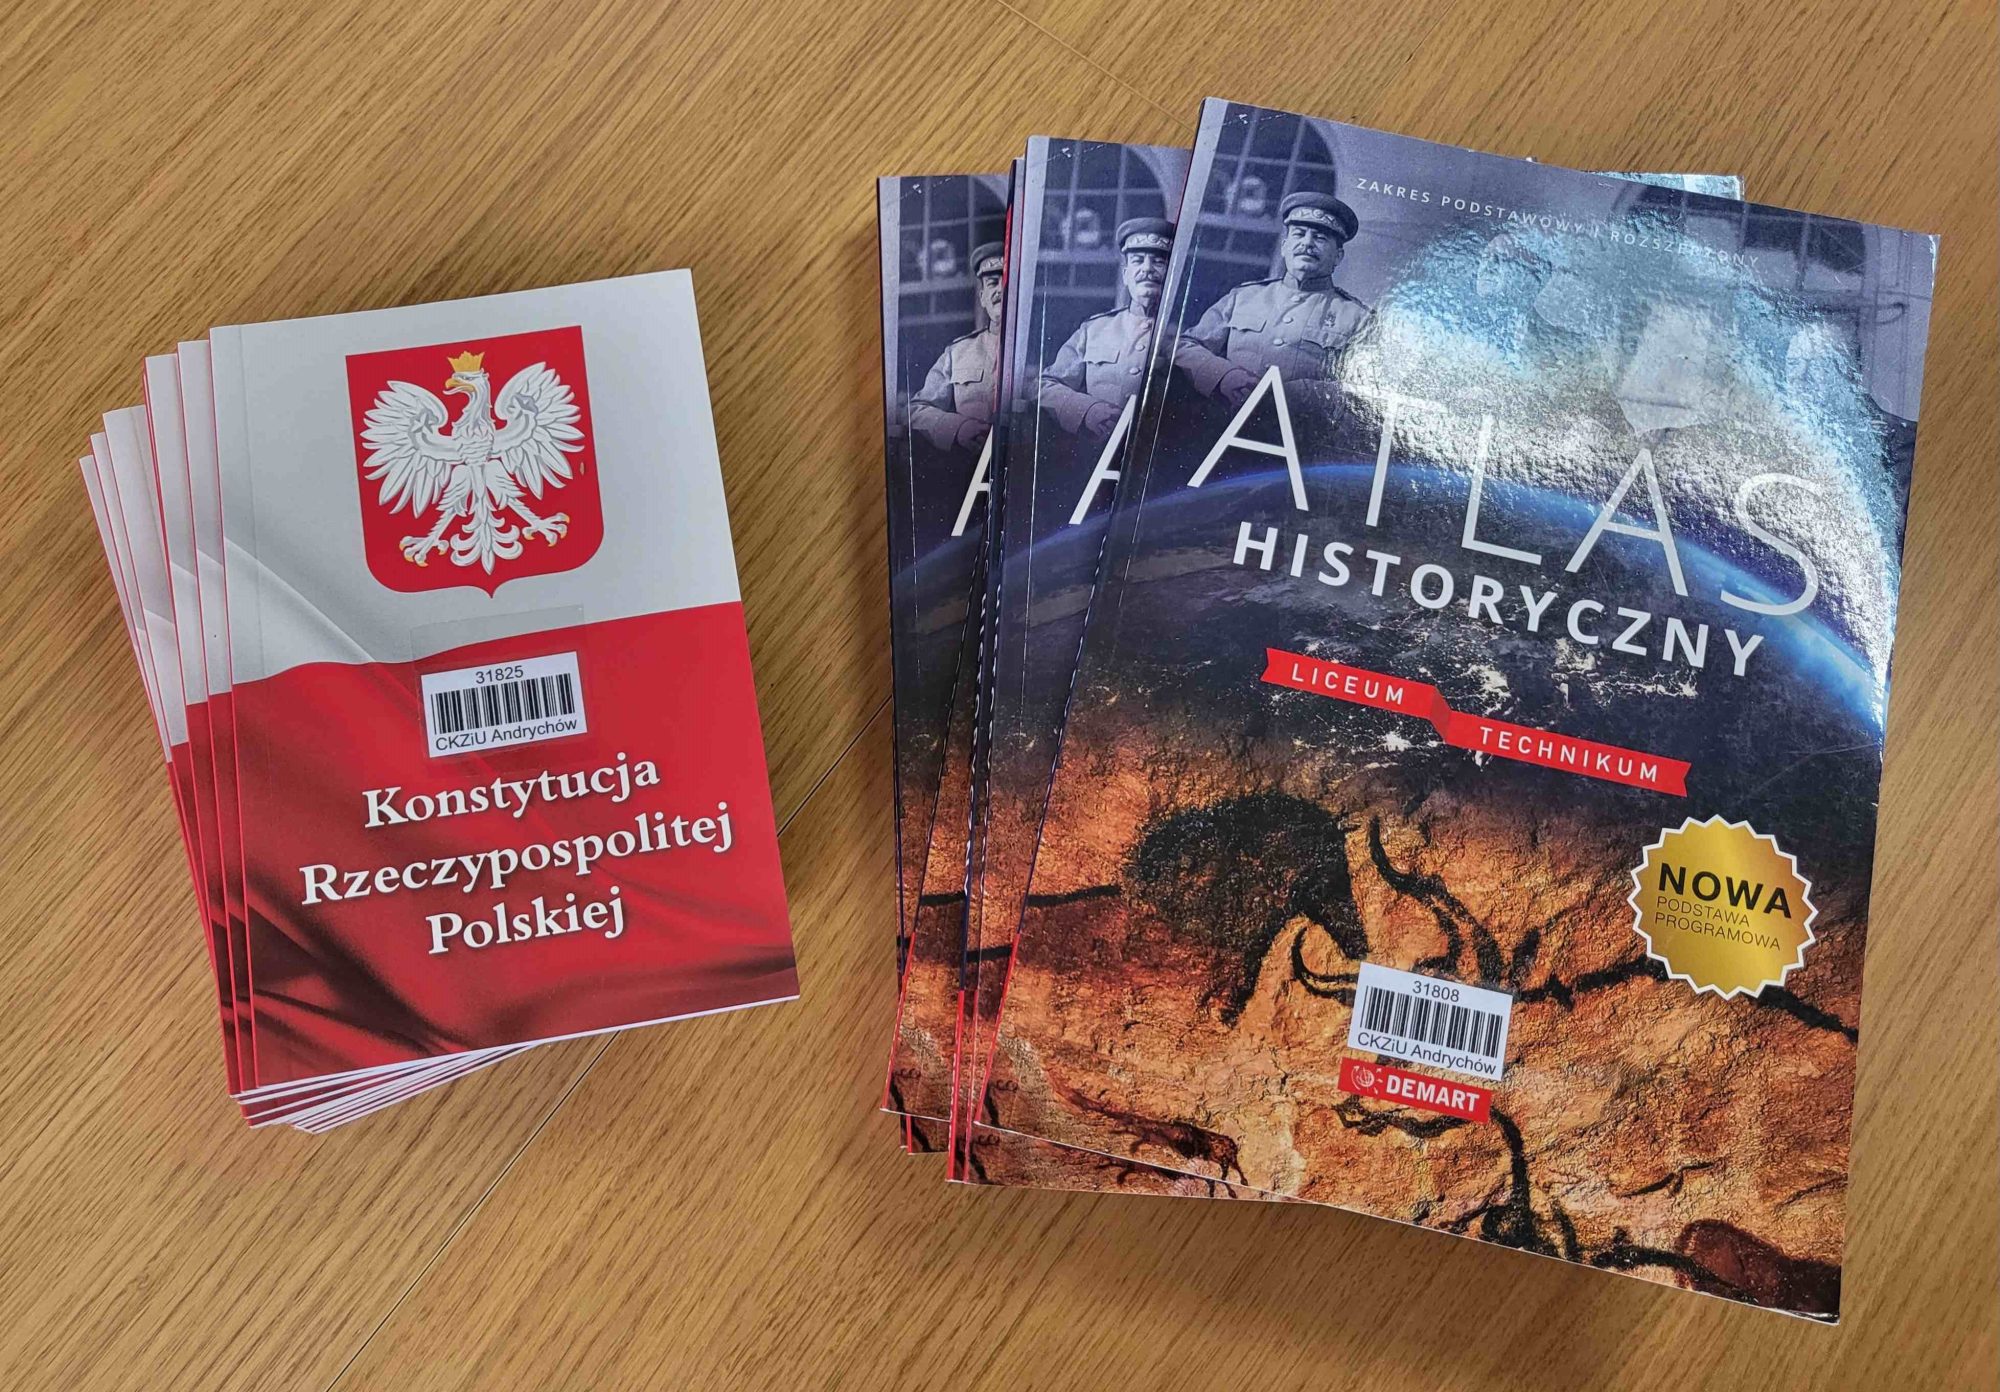 31825
CKZiU Andrychów
Konstytucja
Rzeczypospolitej
Polskiej
ZAKRES PODSTAWOWY I ROZSZERZONY
ATLAS
HISTORYCZNY
LICEUM
TECHNIKUM
NOWA
PODSTAWA
PROGRAMOWA
31808
CKZiU Andrychów
DEMART
A
A